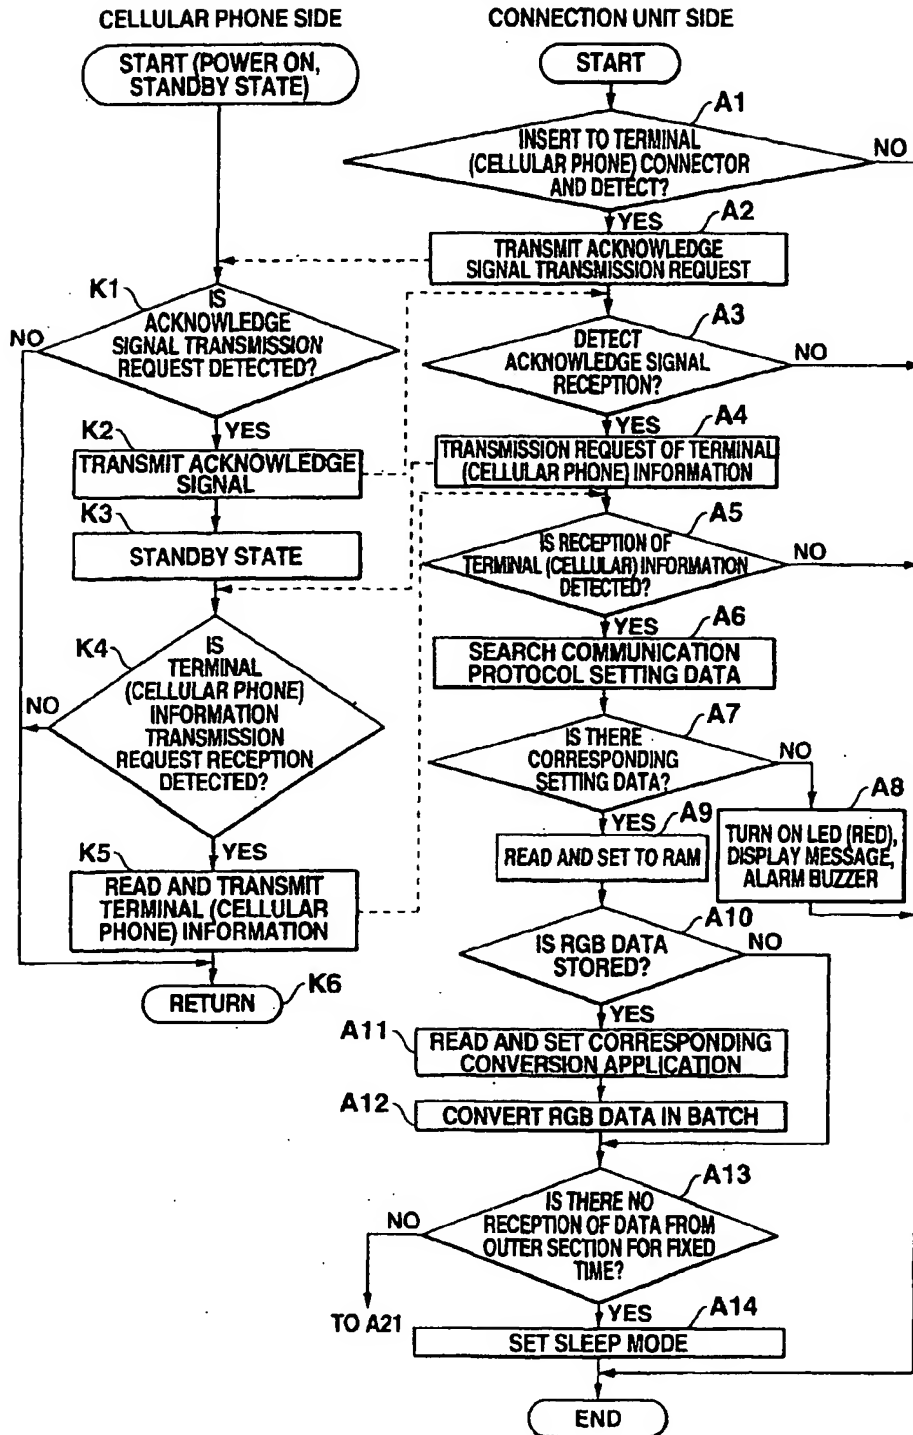 CELLULAR PHONE SIDE
START (POWER ON,
STANDBY STATE)
K1
IS
ACKNOWLEDGE
SIGNAL TRANSMISSION
REQUEST DETECTED?
NO
YES
K2
TRANSMIT ACKNOWLEDGE
SIGNAL
K3
STANDBY STATE
K4
IS
TERMINAL
(CELLULAR PHONE)
INFORMATION
TRANSMISSION
REQUEST RECEPTION
DETECTED?
NO
YES
K5
READ AND TRANSMIT
TERMINAL (CELLULAR
PHONE) INFORMATION
RETURN
K6
CONNECTION UNIT SIDE
START
A1
INSERT TO TERMINAL
(CELLULAR PHONE) CONNECTOR
AND DETECT?
NO
YES
A2
TRANSMIT ACKNOWLEDGE
SIGNAL TRANSMISSION REQUEST
A3
DETECT
ACKNOWLEDGE SIGNAL
RECEPTION?
NO
YES
A4
TRANSMISSION REQUEST OF TERMINAL
(CELLULAR PHONE) INFORMATION
A5
IS RECEPTION OF
TERMINAL (CELLULAR) INFORMATION
DETECTED?
NO
YES
A6
SEARCH COMMUNICATION
PROTOCOL SETTING DATA
A7
IS THERE
CORRESPONDING
SETTING DATA?
NO
YES
A8
TURN ON LED (RED),
DISPLAY MESSAGE,
ALARM BUZZER
A9
READ AND SET TO RAM
A10
IS RGB DATA
STORED?
NO
YES
A11
READ AND SET CORRESPONDING
CONVERSION APPLICATION
A12
CONVERT RGB DATA IN BATCH
A13
IS THERE NO
RECEPTION OF DATA FROM
OUTER SECTION FOR FIXED
TIME?
NO
TO A21
YES
A14
SET SLEEP MODE
END